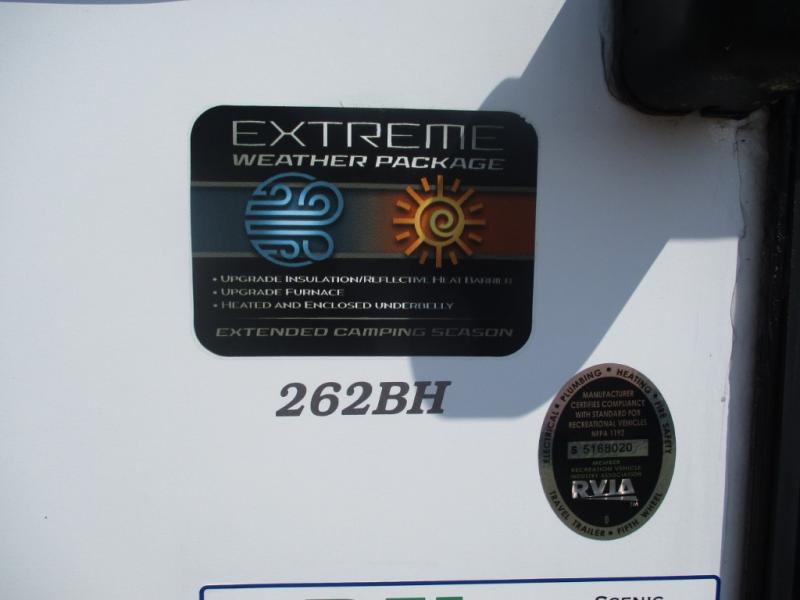 EXTREME
WEATHER PACKAGE
• UPGRADE INSULATION/REFLECTIVE HEAT BARRIER
• UPGRADE FURNACE
• HEATED AND ENCLOSED UNDERBELLY
EXTENDED CAMPING SEASON
262BH
ELECTRICAL • PLUMBING • HEATING • FIRE SAFETY
MANUFACTURER
CERTIFIES COMPLIANCE
WITH STANDARD FOR
RECREATIONAL VEHICLES
NFPA 1192
S 5168020
MEMBER
RECREATION VEHICLE
INDUSTRY ASSOCIATION
RVIA
TM
TRAVEL TRAILER • FIFTH WHEEL
SCENIC